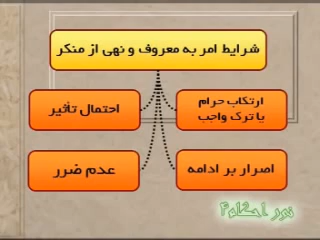 شرایط امر به معروف و نهی از منکر
ارتکاب حرام
یا ترک واجب
احتمال تأثیر
اصرار بر ادامه
عدم ضرر
نور احکام ۴